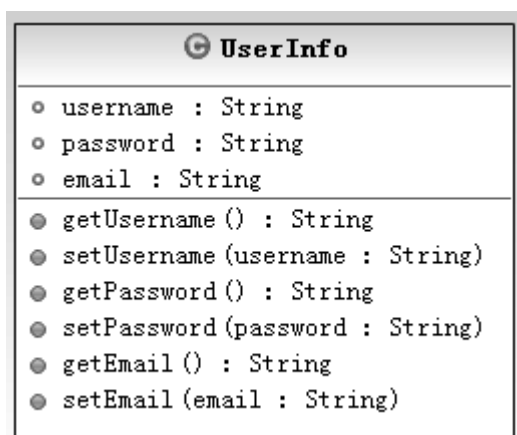 UserInfo
username : String
password : String
email : String
getUsername() : String
setUsername(username : String)
getPassword() : String
setPassword(password : String)
getEmail() : String
setEmail(email : String)